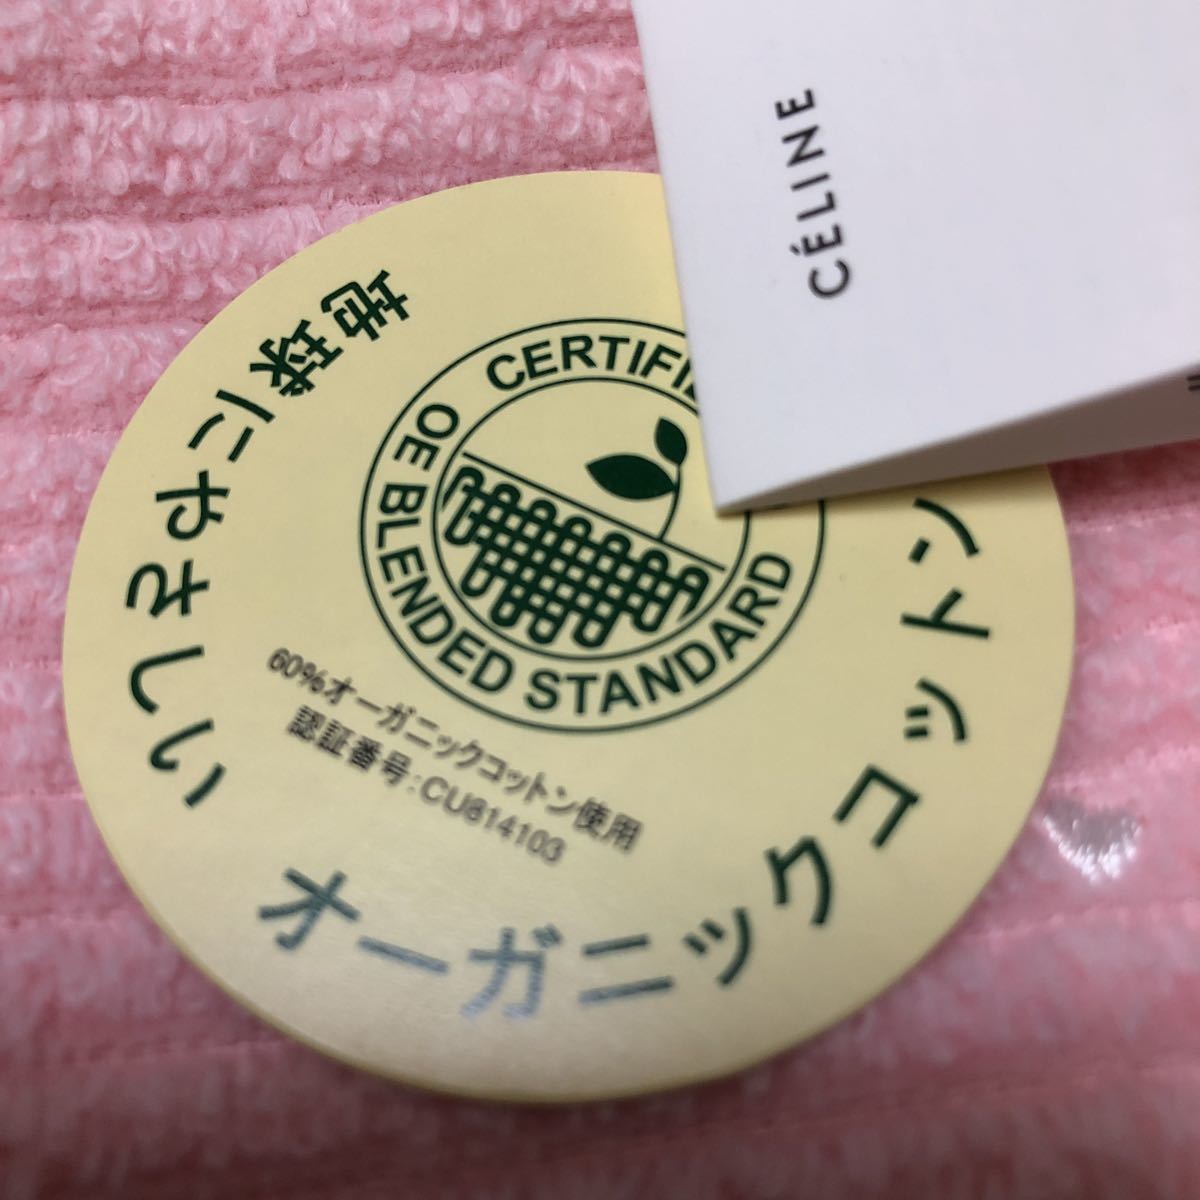 CÉLINE
地球にやさしい
オーガニックコットン
CERTIFI
OE BLENDED STANDARD
60%オーガニックコットン使用
認証番号:CU814103